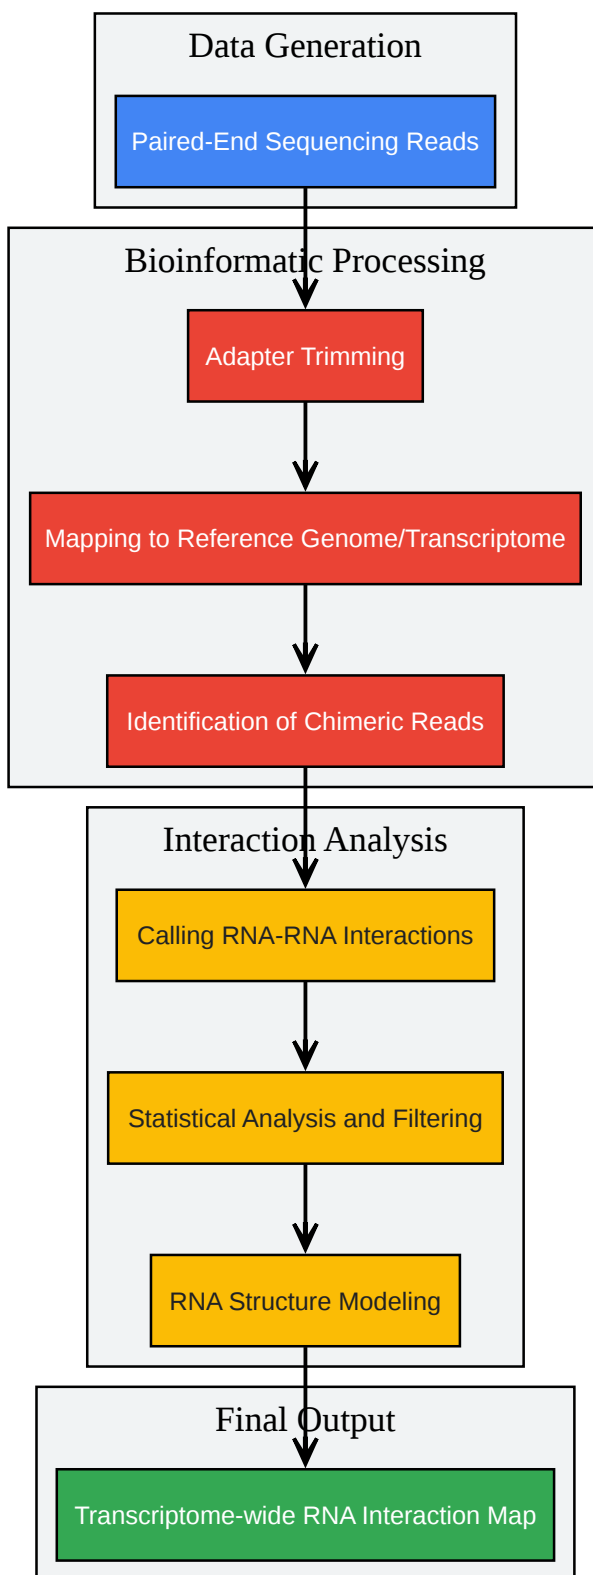 Data Generation
Paired-End Sequencing Reads
Bioinformatic Processing
Adapter Trimming
Mapping to Reference Genome/Transcriptome
Identification of Chimeric Reads
Interaction Analysis
Calling RNA-RNA Interactions
Statistical Analysis and Filtering
RNA Structure Modeling
Final Output
Transcriptome-wide RNA Interaction Map